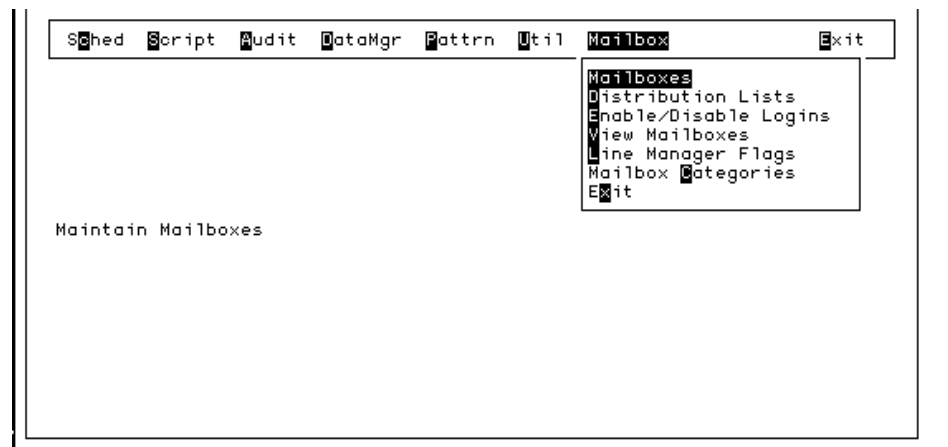 Sched Script Audit DataMgr Pattrn Util Mailbox Exit
Mailboxes
Distribution Lists
Enable/Disable Logins
View Mailboxes
Line Manager Flags
Mailbox Categories
Exit
Maintain Mailboxes